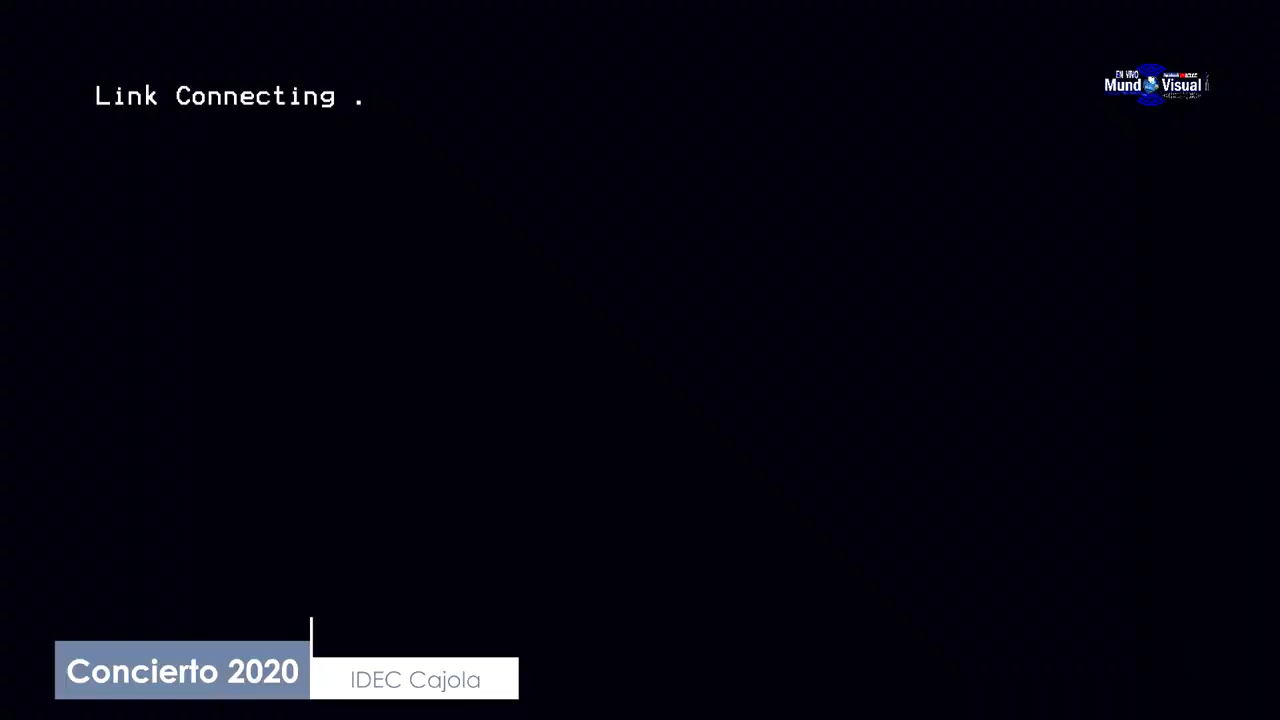 Link Connecting .
EN VIVO
Mund Visual
Concierto 2020
IDEC Cajola